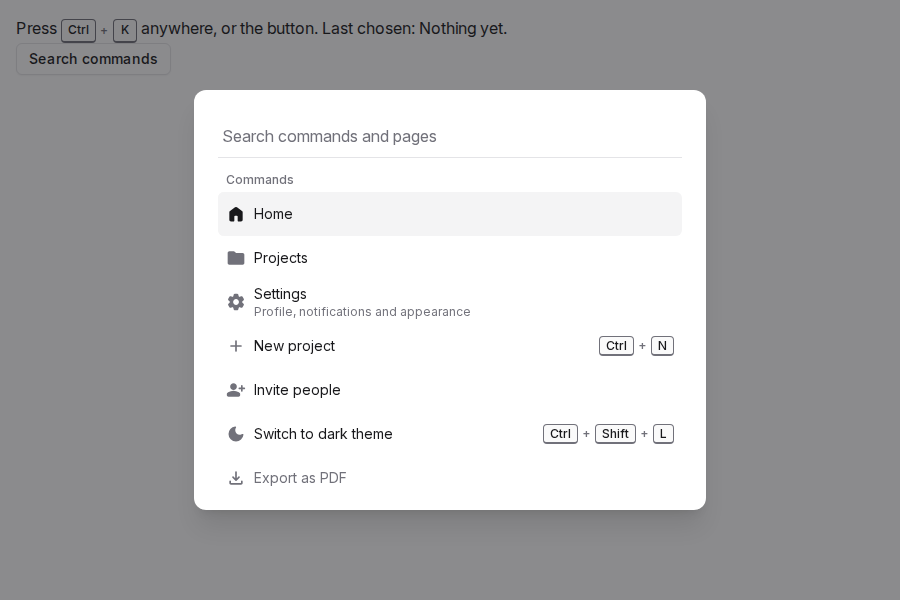 Press Ctrl + K anywhere, or the button. Last chosen: Nothing yet.
Search commands
Search commands and pages
Commands
Home
Projects
Settings
Profile, notifications and appearance
New project Ctrl + N
Invite people
Switch to dark theme Ctrl + Shift + L
Export as PDF